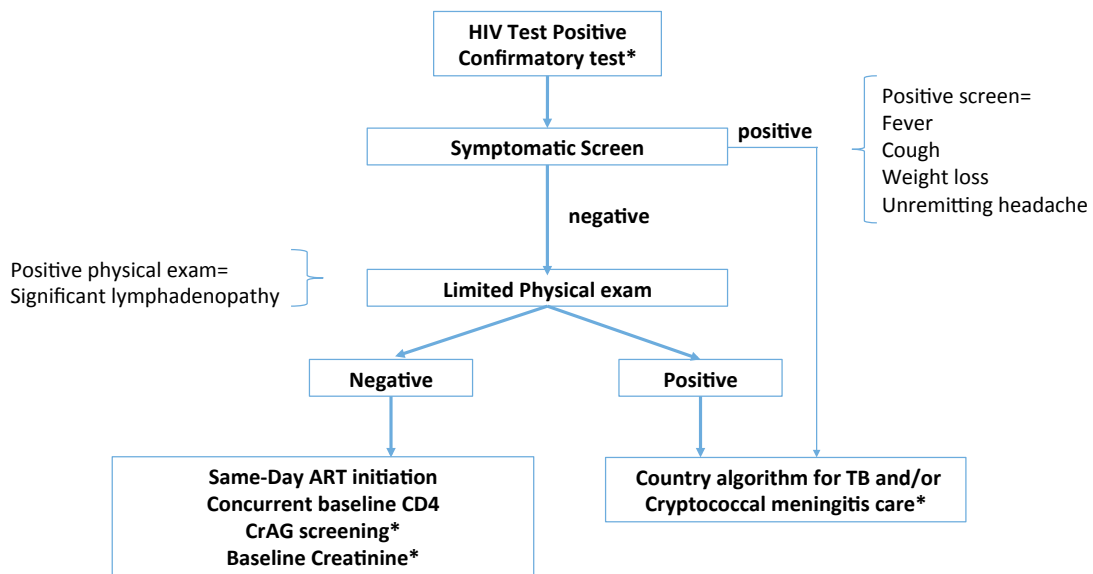 HIV Test Positive
Confirmatory test*
Positive screen=
Fever
Cough
Weight loss
Unremitting headache
positive
Symptomatic Screen
negative
Positive physical exam=
Significant lymphadenopathy
Limited Physical exam
Negative
Positive
Same-Day ART initiation
Concurrent baseline CD4
CrAG screening*
Baseline Creatinine*
Country algorithm for TB and/or
Cryptococcal meningitis care*